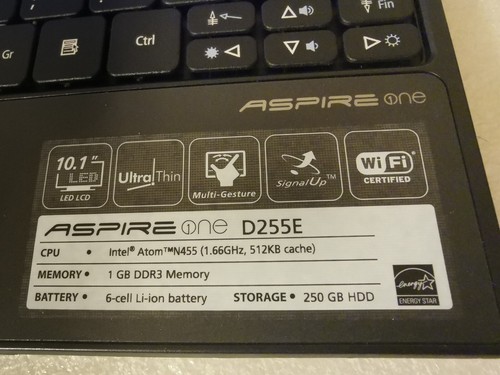 Fin
Gr
Ctrl
ASPIRE one
10.1"
LED
LED LCD
Ultra Thin
Multi-Gesture
SignalUp™
Wi Fi®
CERTIFIED
ASPIRE one D255E
CPU • Intel® Atom™N455 (1.66GHz, 512KB cache)
MEMORY • 1 GB DDR3 Memory
BATTERY • 6-cell Li-ion battery STORAGE • 250 GB HDD
energy
ENERGY STAR